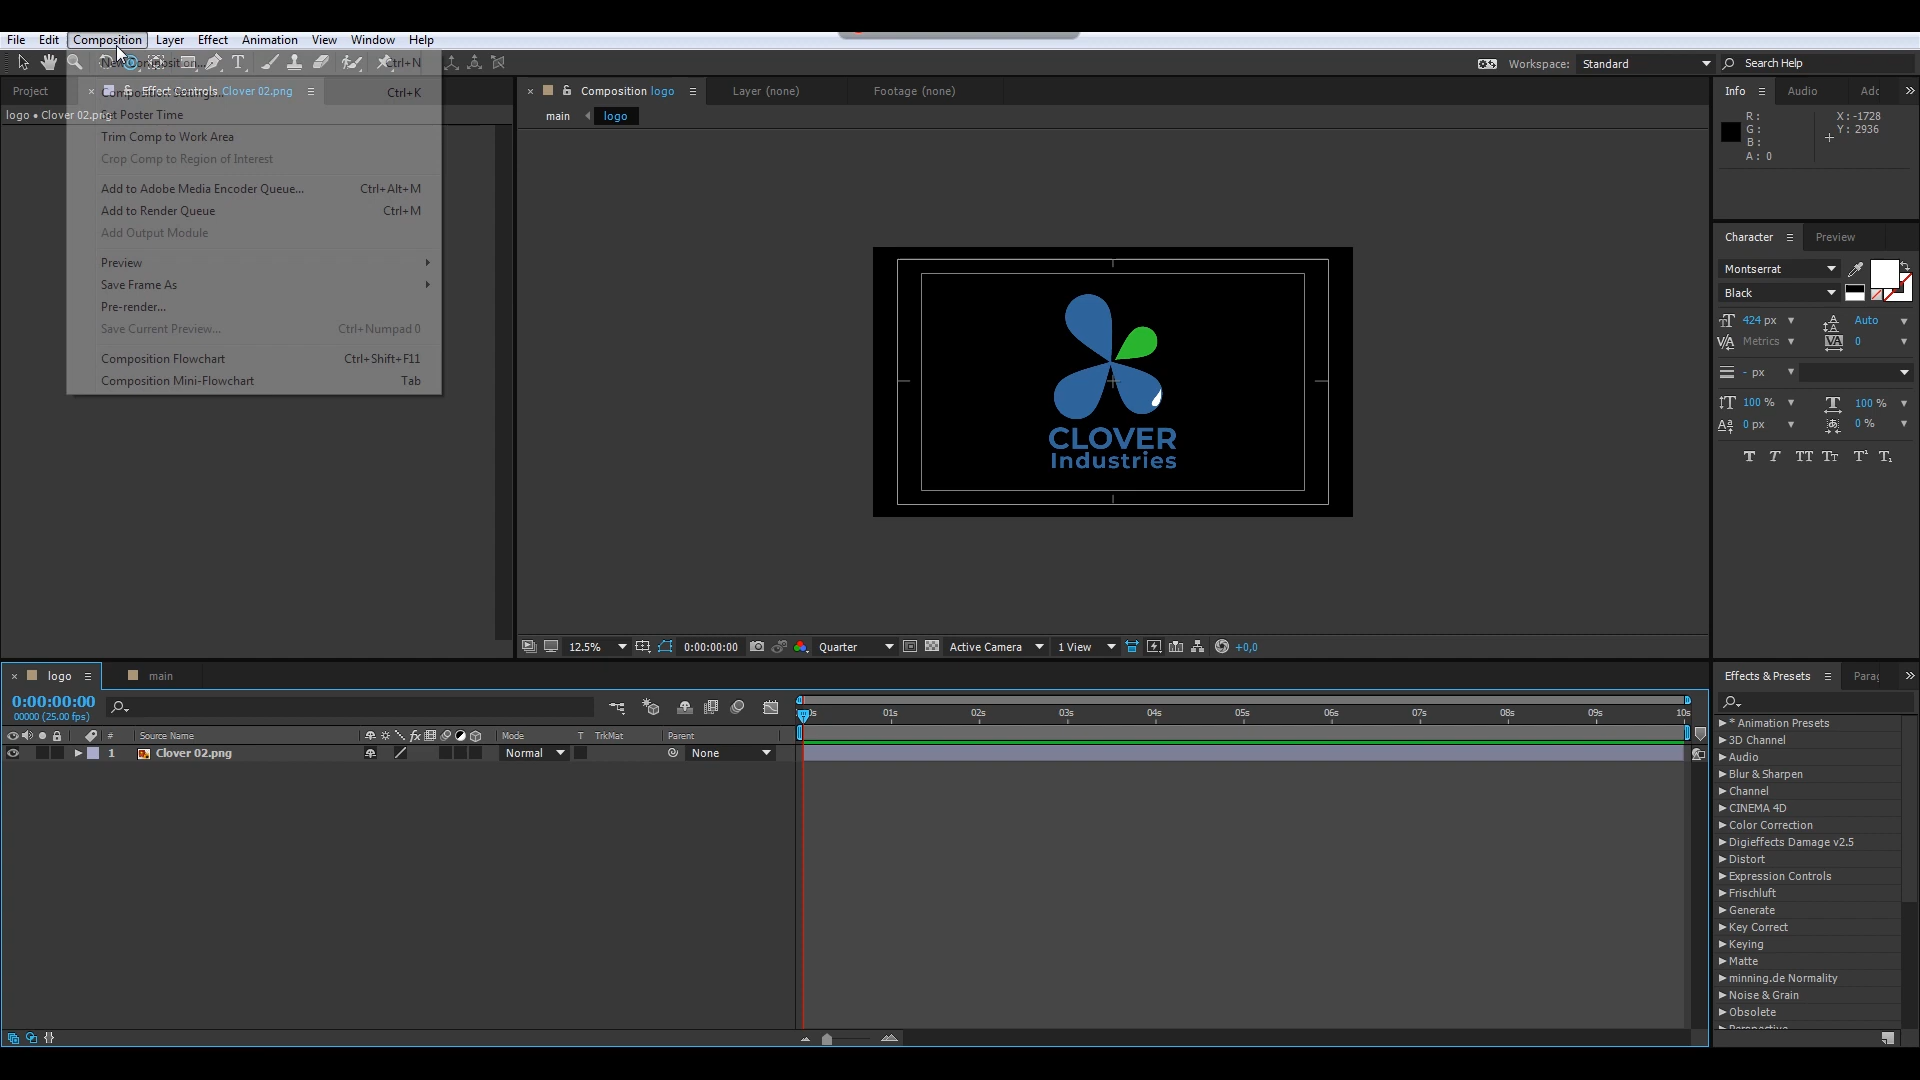 File Edit Composition Layer Effect Animation View Window Help
Ctrl+N
Workspace: Standard
Search Help
Project
Effect Controls Clover 02.png
Ctrl+K
Composition logo
Layer (none)
Footage (none)
Info
Audio
logo • Clover 02.png
Set Poster Time
Trim Comp to Work Area
Crop Comp to Region of Interest
Add to Adobe Media Encoder Queue... Ctrl+Alt+M
Add to Render Queue Ctrl+M
Add Output Module
Preview
Save Frame As
Pre-render...
Save Current Preview... Ctrl+Numpad 0
Composition Flowchart Ctrl+Shift+F11
Composition Mini-Flowchart Tab
main logo
CLOVER
Industries
R:
G:
B:
A: 0
X: -1728
Y: 2936
Character Preview
Montserrat
Black
424 px Auto
Metrics 0
- px
100 % 100 %
0 px 0 %
T T TT Tт T¹ T₁
12.5% 0:00:00:00 Quarter Active Camera 1 View +0,0
logo main
0:00:00:00
00000 (25.00 fps)
01s 02s 03s 04s 05s 06s 07s 08s 09s 10s
# Source Name Mode T TrkMat Parent
1 Clover 02.png Normal None
Effects & Presets
* Animation Presets
3D Channel
Audio
Blur & Sharpen
Channel
CINEMA 4D
Color Correction
Digieffects Damage v2.5
Distort
Expression Controls
Frischluft
Generate
Key Correct
Keying
Matte
minning.de Normality
Noise & Grain
Obsolete